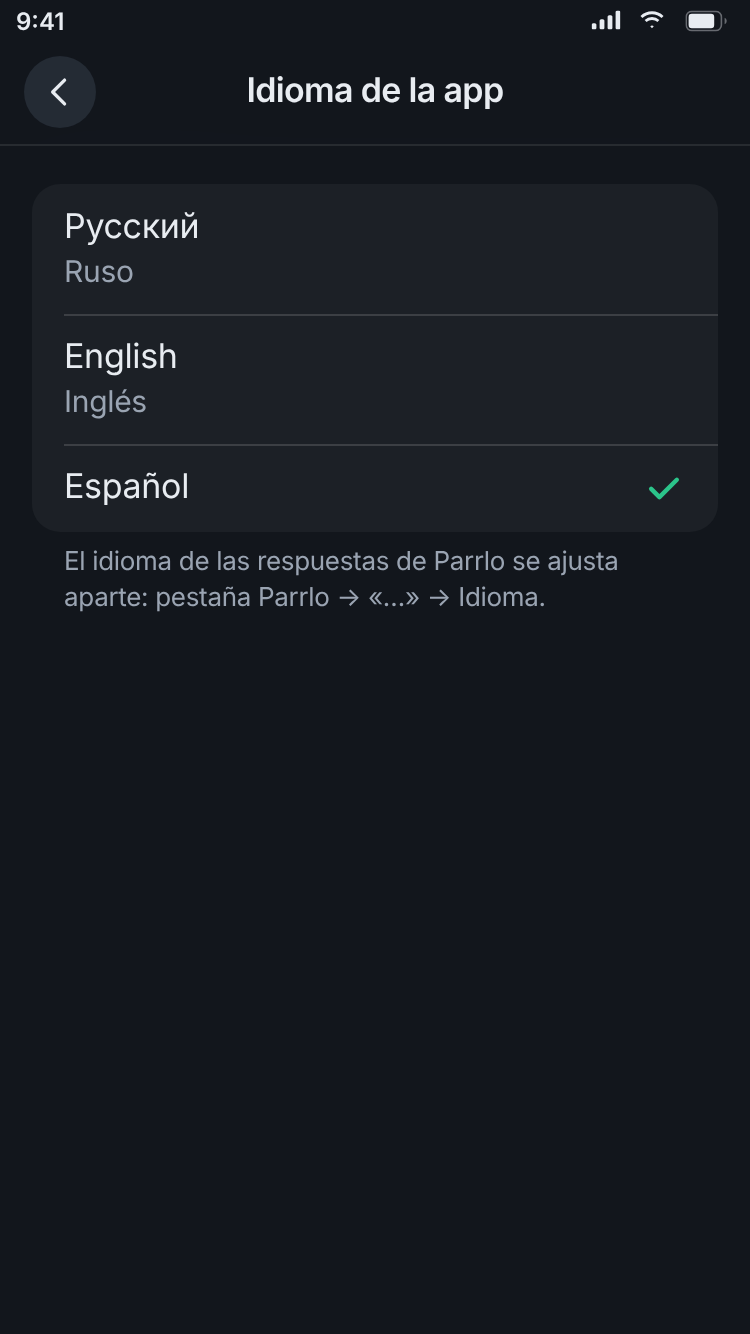 9:41
Idioma de la app
Русский
Ruso
English
Inglés
Español
El idioma de las respuestas de Parrlo se ajusta
aparte: pestaña Parrlo → «…» → Idioma.